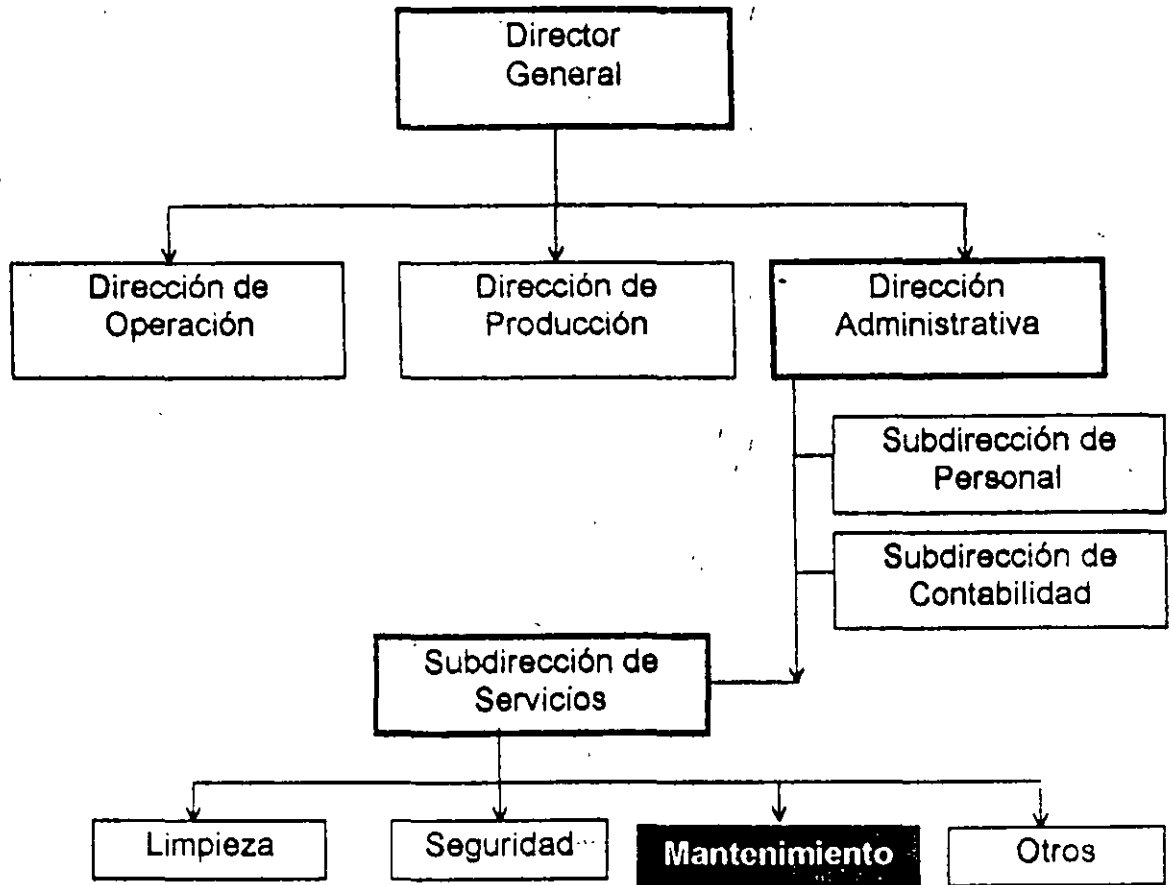 Director
General
Dirección de
Operación
Dirección de
Producción
Dirección
Administrativa
Subdirección de
Personal
Subdirección de
Contabilidad
Subdirección de
Servicios
Limpieza
Seguridad
Mantenimiento
Otros